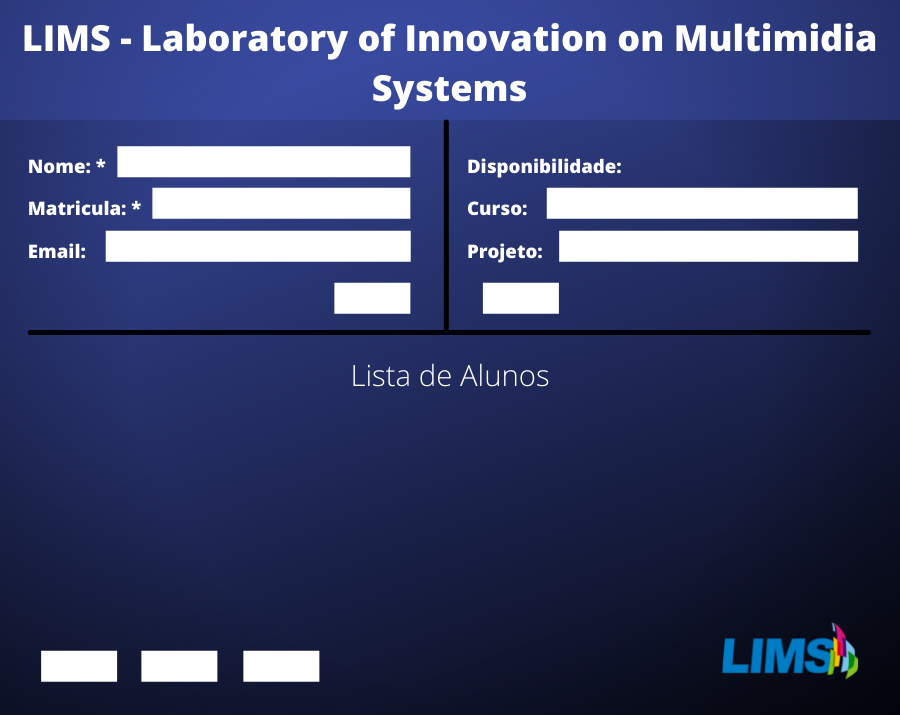 LIMS - Laboratory of Innovation on Multimidia
Systems
Nome: *
Matricula: *
Email:
Disponibilidade:
Curso:
Projeto:
Lista de Alunos
LIMS